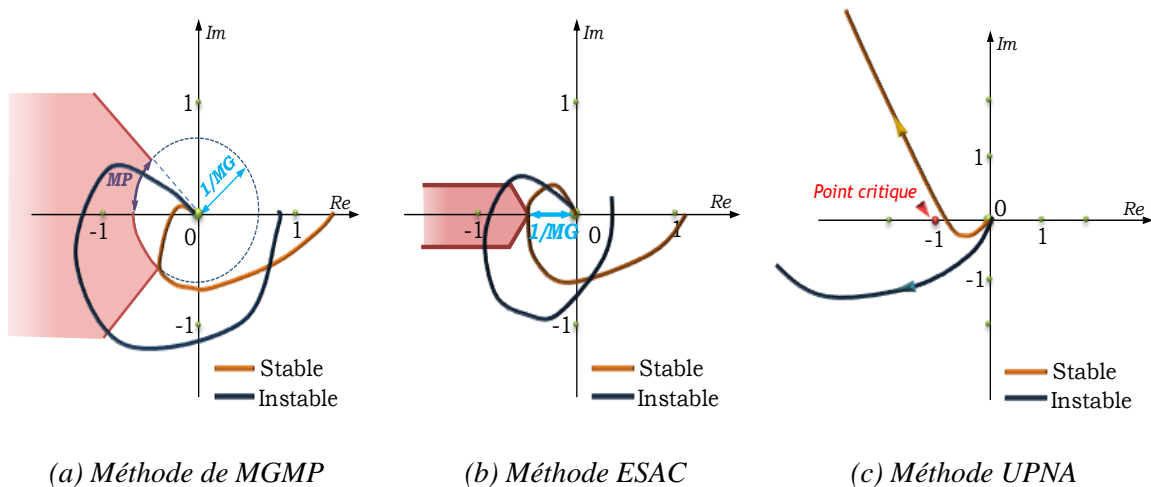 Im
1
1/MG
MP
Re
-1
0
1
-1
Stable
Instable
(a) Méthode de MGMP
Im
1
Re
-1
1/MG
0
1
-1
Stable
Instable
(b) Méthode ESAC
Im
1
Point critique
0
Re
-1
1
-1
Stable
Instable
(c) Méthode UPNA